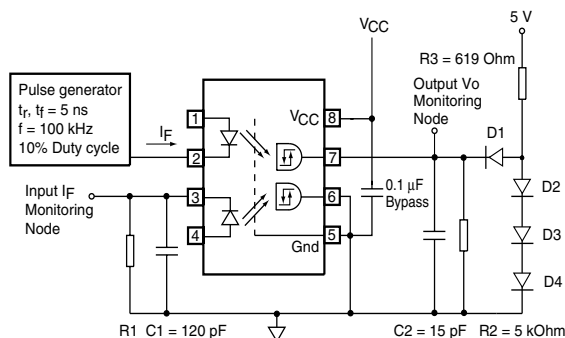 VCC
5 V
R3 = 619 Ohm
Output Vo
Monitoring
Node
D1
Pulse generator
tr, tf = 5 ns
f = 100 kHz
10% Duty cycle
IF
1
2
3
4
VCC
8
7
6
5
Gnd
0.1 µF
Bypass
D2
D3
D4
Input IF
Monitoring
Node
R1
C1 = 120 pF
C2 = 15 pF
R2 = 5 kOhm